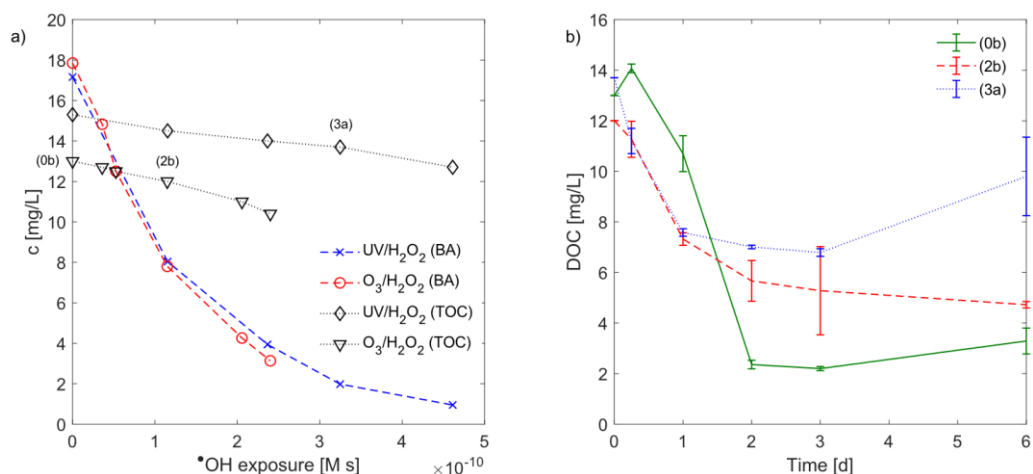 a)
20
18
16
14
12
10
8
6
4
2
0
c [mg/L]
(0b)
(2b)
(3a)
UV/H₂O₂ (BA)
O₃/H₂O₂ (BA)
UV/H₂O₂ (TOC)
O₃/H₂O₂ (TOC)
0 1 2 3 4 5
•OH exposure [M s] ×10⁻¹⁰
b)
16
14
12
10
8
6
4
2
0
DOC [mg/L]
(0b)
(2b)
(3a)
0 1 2 3 4 5 6
Time [d]